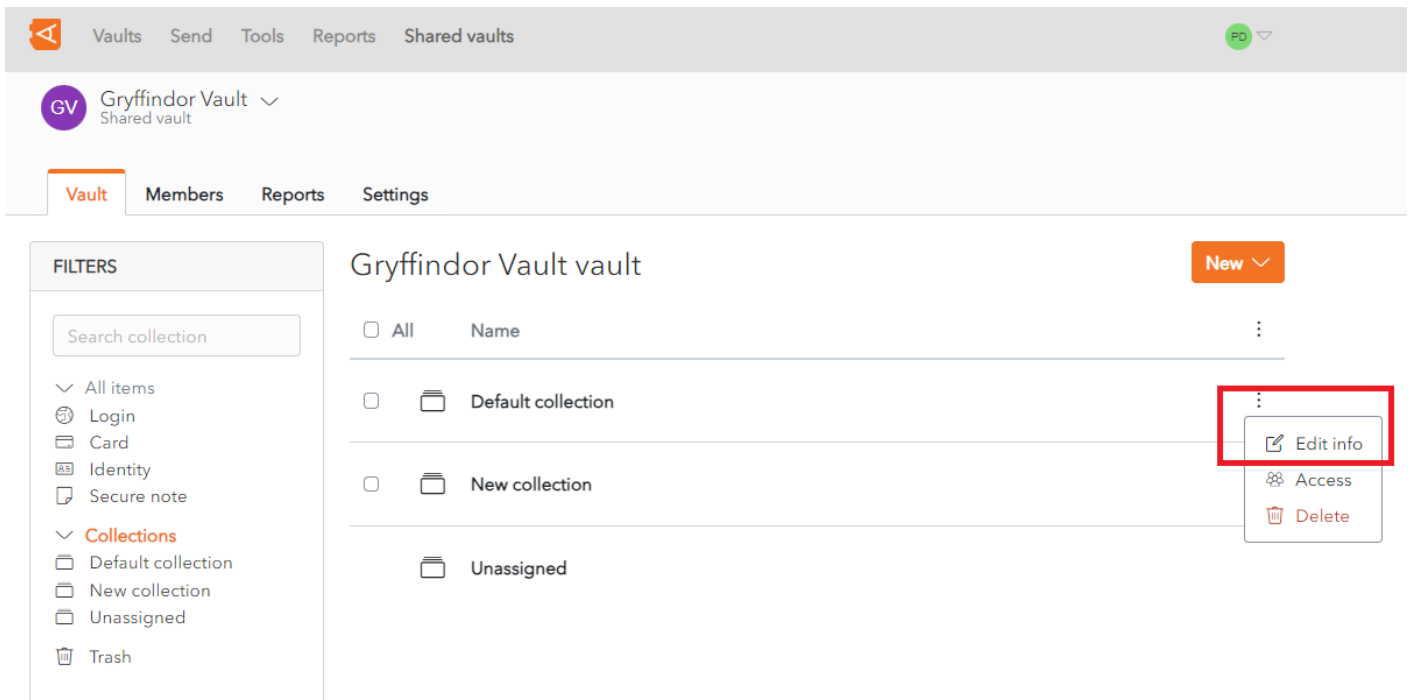 Vaults Send Tools Reports Shared vaults PD
GV Gryffindor Vault
Shared vault
Vault Members Reports Settings
FILTERS
Search collection
All items
Login
Card
Identity
Secure note
Collections
Default collection
New collection
Unassigned
Trash
Gryffindor Vault vault
New
All Name
Default collection
New collection
Unassigned
Edit info
Access
Delete